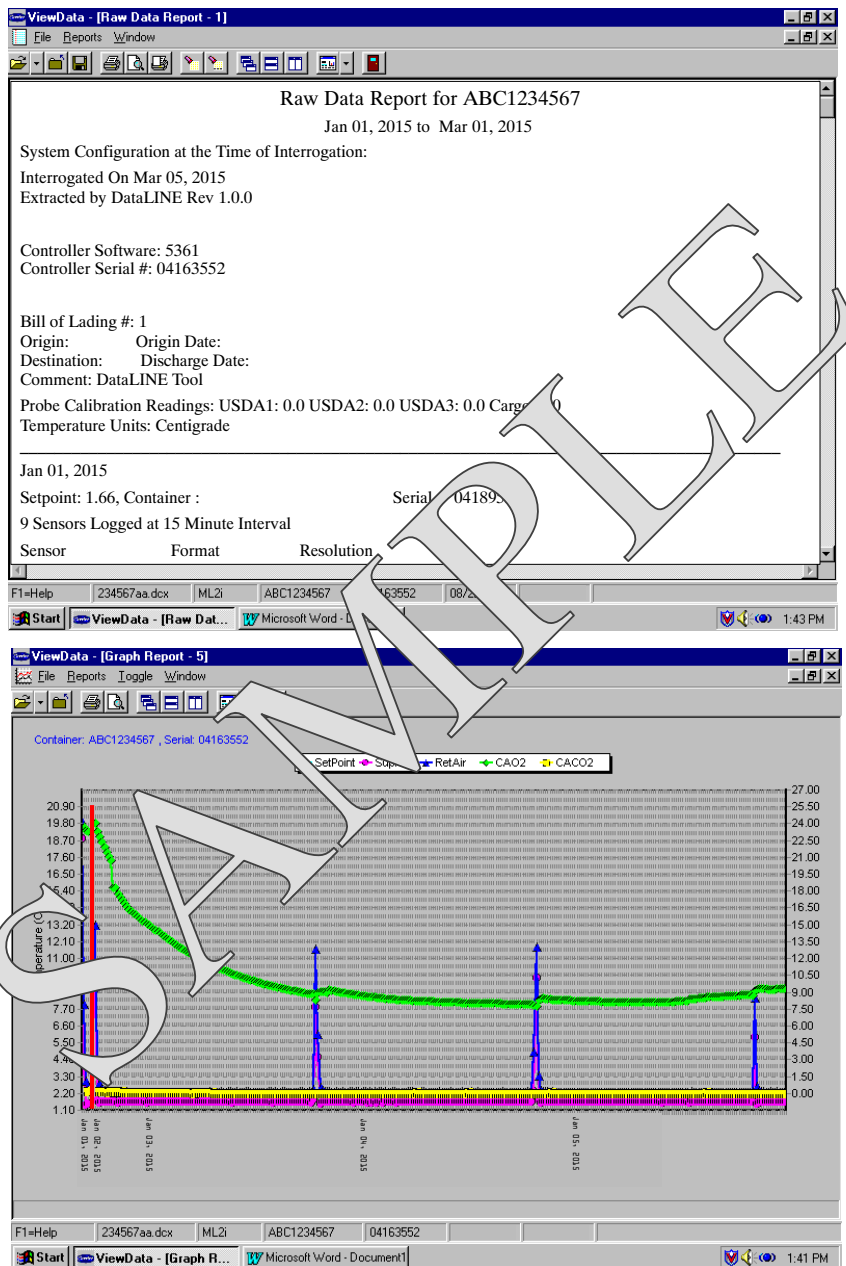 ViewData - [Raw Data Report - 1]
File Reports Window
Raw Data Report for ABC1234567
Jan 01, 2015 to Mar 01, 2015
System Configuration at the Time of Interrogation:
Interrogated On Mar 05, 2015
Extracted by DataLINE Rev 1.0.0
Controller Software: 5361
Controller Serial #: 04163552
Bill of Lading #: 1
Origin: Origin Date:
Destination: Discharge Date:
Comment: DataLINE Tool
Probe Calibration Readings: USDA1: 0.0 USDA2: 0.0 USDA3: 0.0
Temperature Units: Centigrade
Jan 01, 2015
Setpoint: 1.66, Container : Serial
9 Sensors Logged at 15 Minute Interval
Sensor Format Resolution
F1=Help 234567aa.dcx ML2i ABC1234567
Start ViewData - [Raw Dat... Microsoft Word - 1:43 PM
SAMPLE
ViewData - [Graph Report - 5]
File Reports Toggle Window
Container: ABC1234567 , Serial: 04163552
SetPoint RetAir CAO2 CACO2
20.90
19.80
18.70
17.60
16.50
13.20
12.10
11.00
7.70
6.60
5.50
3.30
2.20
1.10
27.00
25.50
24.00
22.50
21.00
19.50
18.00
16.50
15.00
13.50
12.00
10.50
9.00
7.50
6.00
4.50
3.00
1.50
0.00
Jan 01, 2015
Jan 02, 2015
Jan 03, 2015
Jan 04, 2015
Jan 05, 2015
F1=Help 234567aa.dcx ML2i ABC1234567 04163552
Start ViewData - [Graph R... Microsoft Word - Document1 1:41 PM